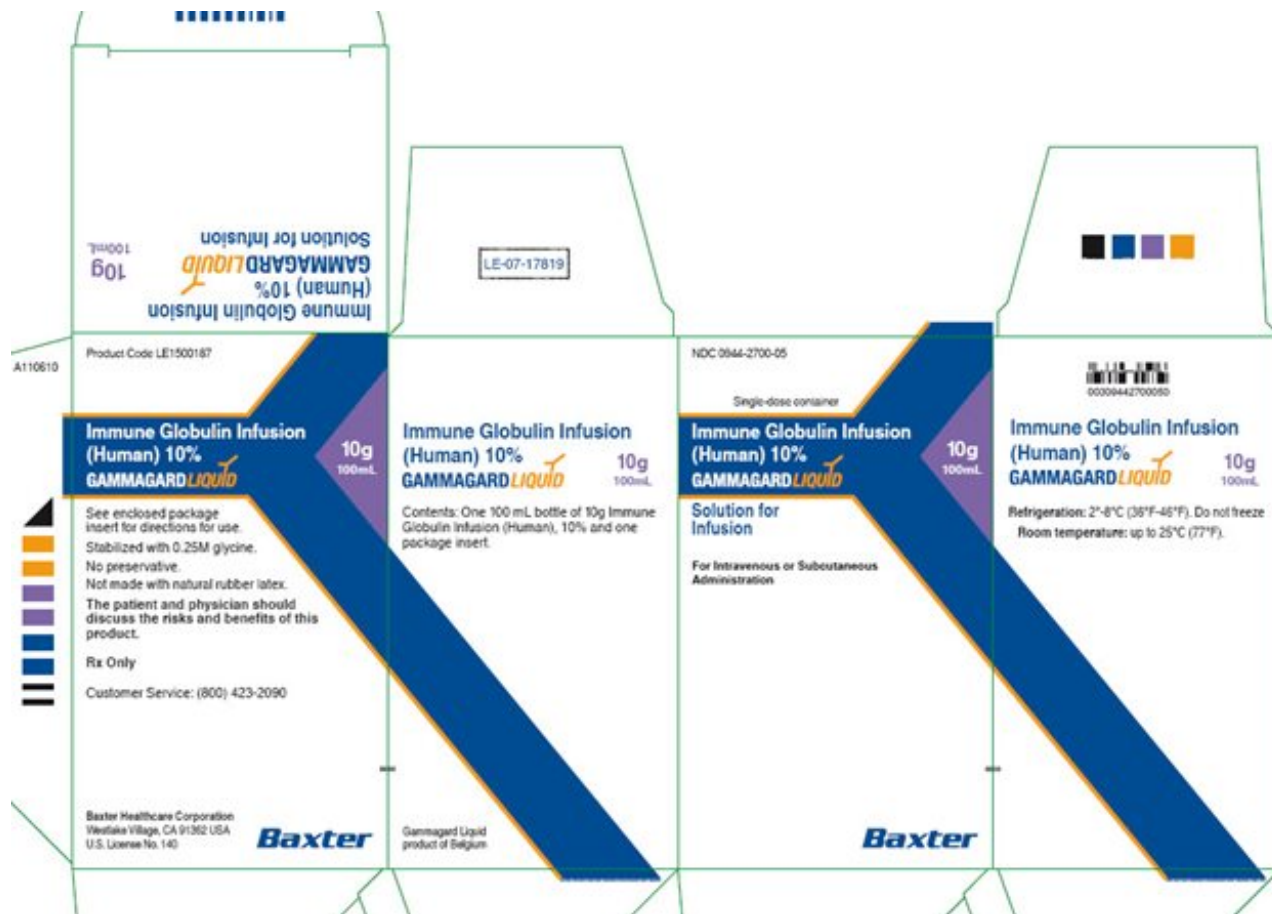 Immune Globulin Infusion
(Human) 10%
GAMMAGARD LIQUID
Solution for Infusion
10g
100mL
LE-07-17819
A110610
Product Code LE1500187
Immune Globulin Infusion
(Human) 10%
GAMMAGARD LIQUID
10g
100mL
See enclosed package
insert for directions for use.
Stabilized with 0.25M glycine.
No preservative.
Not made with natural rubber latex.
The patient and physician should
discuss the risks and benefits of this
product.
Rx Only
Customer Service: (800) 423-2090
Baxter Healthcare Corporation
Westlake Village, CA 91362 USA
U.S. License No. 140
Baxter
Immune Globulin Infusion
(Human) 10%
GAMMAGARD LIQUID
10g
100mL
Contents: One 100 mL bottle of 10g Immune
Globulin Infusion (Human), 10% and one
package insert.
Gammagard Liquid
product of Belgium
NDC 0944-2700-05
Single-dose container
Immune Globulin Infusion
(Human) 10%
GAMMAGARD LIQUID
10g
100mL
Solution for
Infusion
For Intravenous or Subcutaneous
Administration
Baxter
00309442700050
Immune Globulin Infusion
(Human) 10%
GAMMAGARD LIQUID
10g
100mL
Refrigeration: 2°-8°C (36°F-46°F). Do not freeze
Room temperature: up to 25°C (77°F).